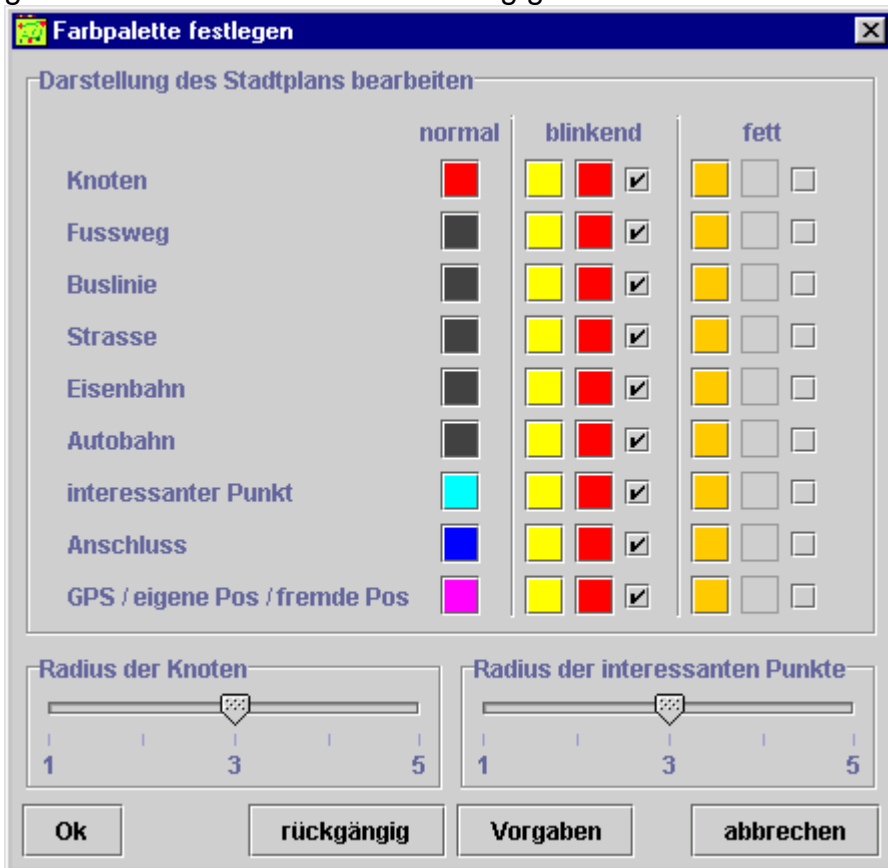 Farbpalette festlegen
Darstellung des Stadtplans bearbeiten
normal blinkend fett
Knoten
Fussweg
Buslinie
Strasse
Eisenbahn
Autobahn
interessanter Punkt
Anschluss
GPS / eigene Pos / fremde Pos
Radius der Knoten Radius der interessanten Punkte
1 3 5 1 3 5
Ok rückgängig Vorgaben abbrechen